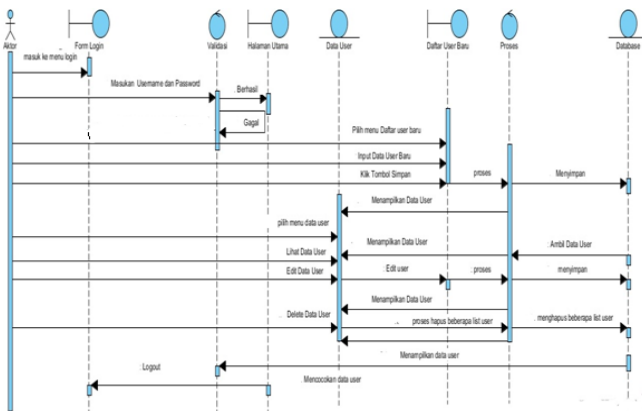 Aktor
Form Login
Validasi
Halaman Utama
Data User
Daftar User Baru
Proses
Database
masuk ke menu login
Masukan Username dan Password
Berhasil
Gagal
Pilih menu Daftar user baru
Input Data User Baru
Klik Tombol Simpan
proses
Menyimpan
Menampilkan Data User
pilih menu data user
Menampilkan Data User
Ambil Data User
Lihat Data User
Edit Data User
Edit user
proses
menyimpan
Menampilkan Data User
Delete Data User
proses hapus beberapa list user
menghapus beberapa list user
Menampilkan data user
Logout
Mencocokan data user